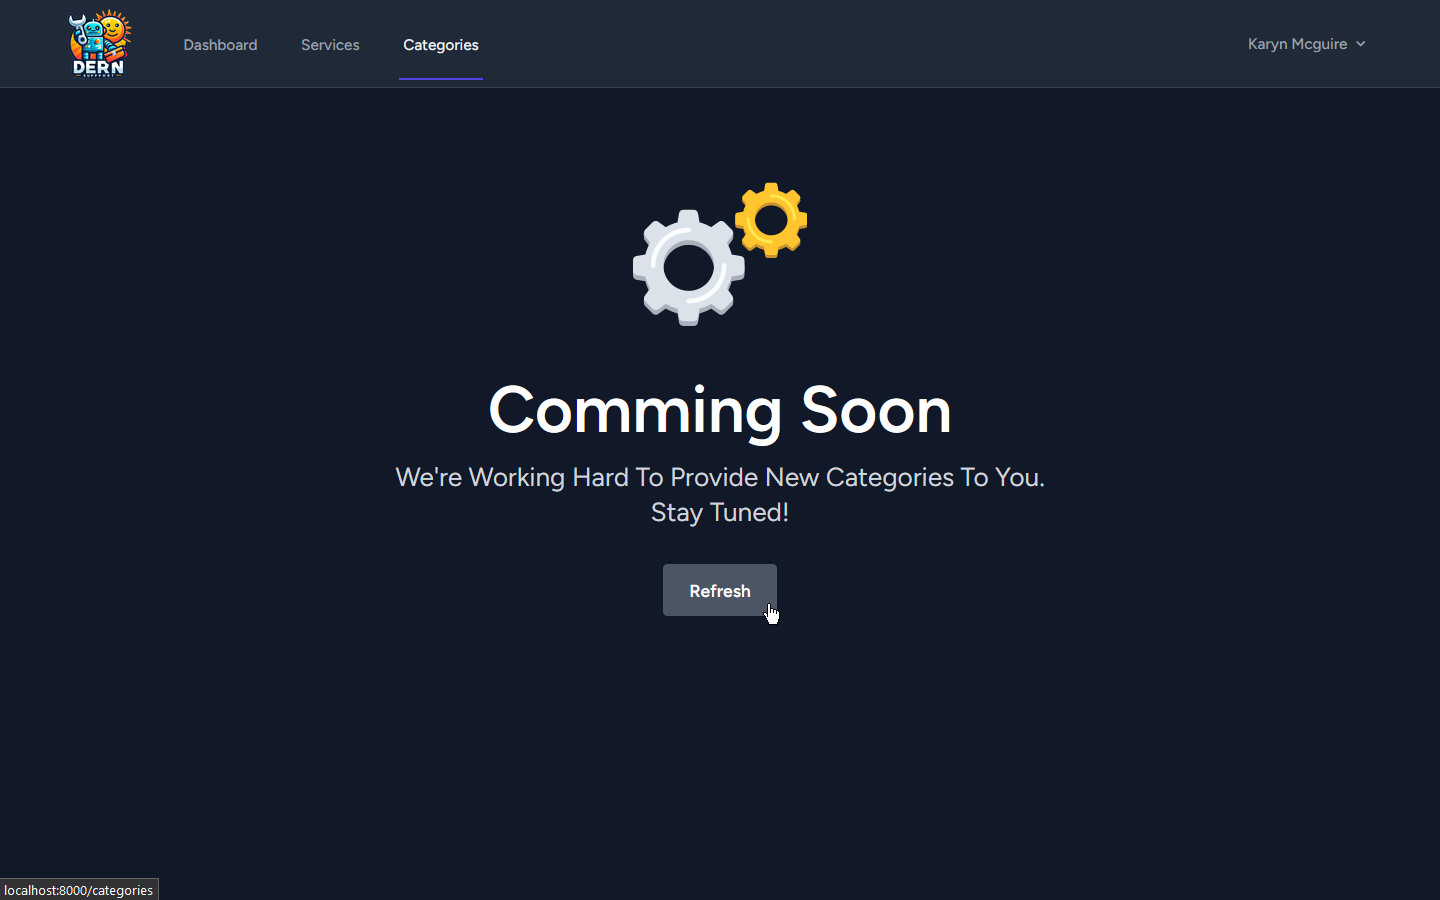 DERN
SUPPPORT
Dashboard
Services
Categories
Karyn Mcguire
Comming Soon
We're Working Hard To Provide New Categories To You.
Stay Tuned!
Refresh
localhost:8000/categories